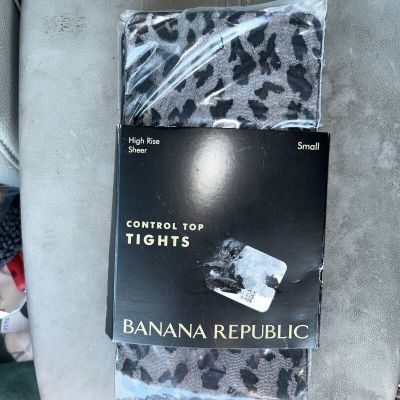 High Rise
Sheer
Small
CONTROL TOP
TIGHTS
BANANA REPUBLIC